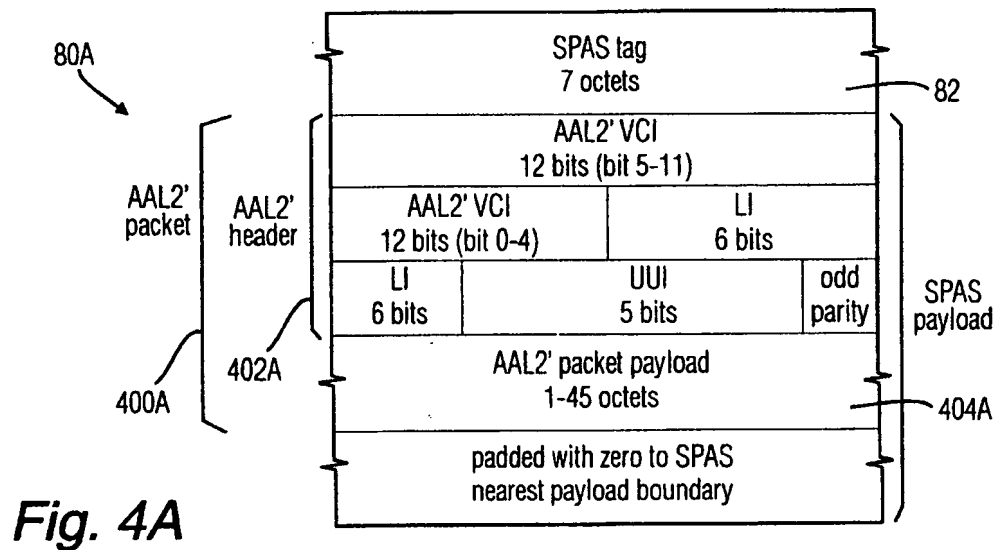 80A
SPAS tag
7 octets
82
AAL2' VCI
12 bits (bit 5-11)
AAL2'
packet
AAL2'
header
AAL2' VCI
12 bits (bit 0-4)
LI
6 bits
LI
6 bits
UUI
5 bits
odd
parity
SPAS
payload
400A
402A
AAL2' packet payload
1-45 octets
404A
padded with zero to SPAS
nearest payload boundary
Fig. 4A